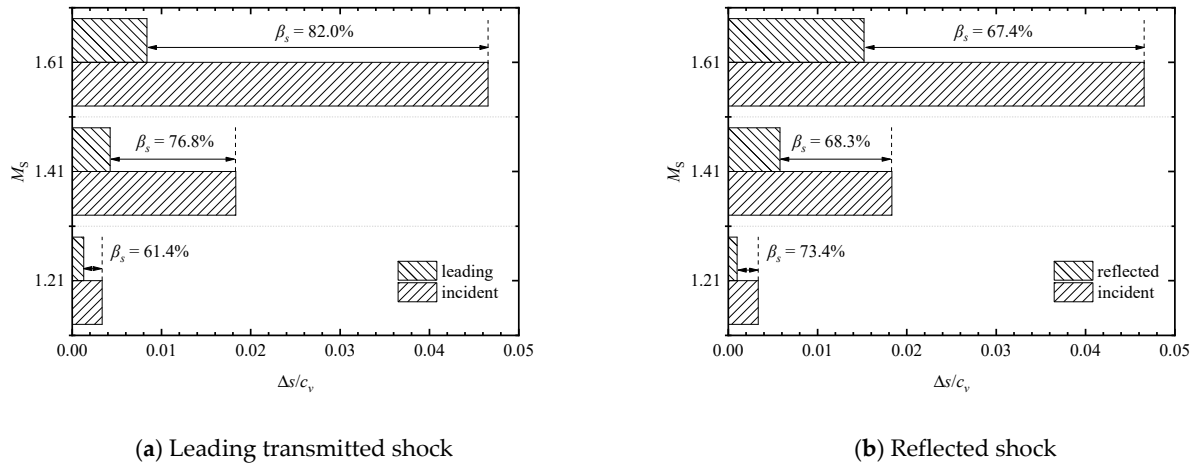 β_s = 82.0%
1.61
β_s = 76.8%
M_S
1.41
β_s = 61.4%
leading
1.21
incident
0.00 0.01 0.02 0.03 0.04 0.05
Δs/c_v
(a) Leading transmitted shock
β_s = 67.4%
1.61
β_s = 68.3%
M_S
1.41
β_s = 73.4%
reflected
1.21
incident
0.00 0.01 0.02 0.03 0.04 0.05
Δs/c_v
(b) Reflected shock